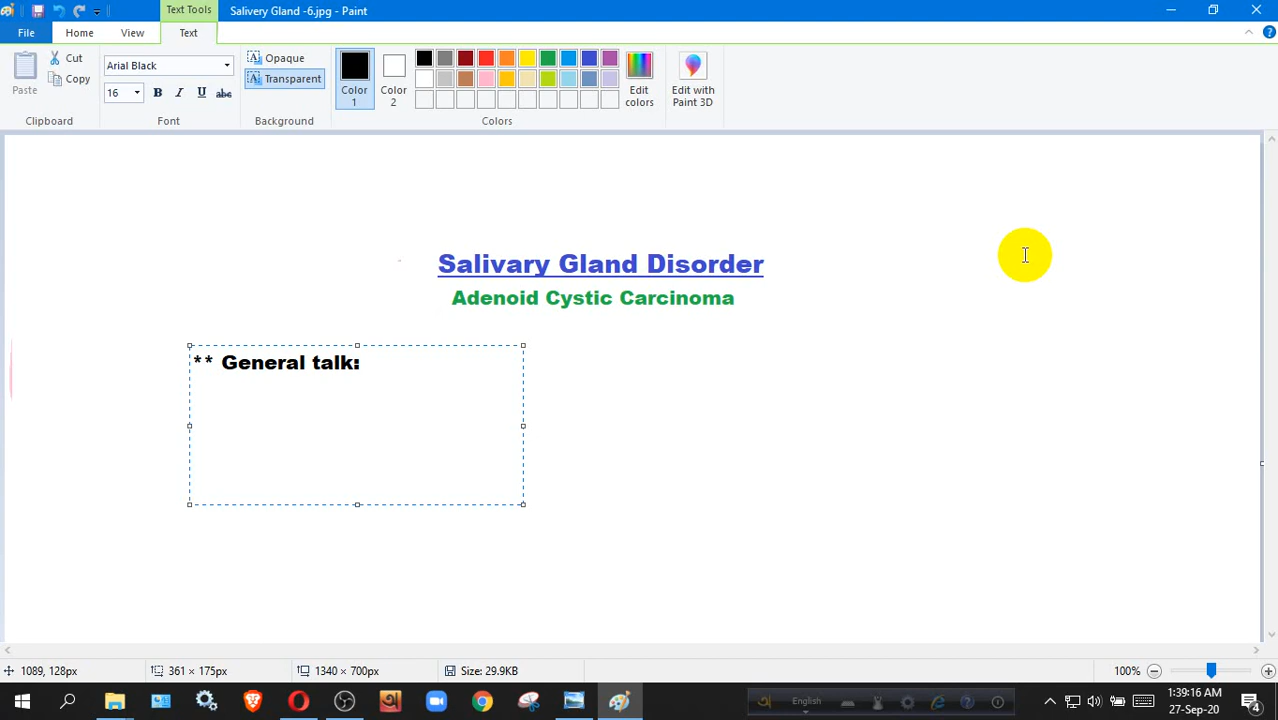 Text Tools
Salivery Gland -6.jpg - Paint
File
Home
View
Text
Paste
Cut
Copy
Clipboard
Arial Black
16
B I U abc
Font
Opaque
Transparent
Background
Color 1
Color 2
Edit colors
Colors
Edit with Paint 3D
Salivary Gland Disorder
Adenoid Cystic Carcinoma
** General talk:
1089, 128px
361 × 175px
1340 × 700px
Size: 29.9KB
100%
English
1:39:16 AM
27-Sep-20
4